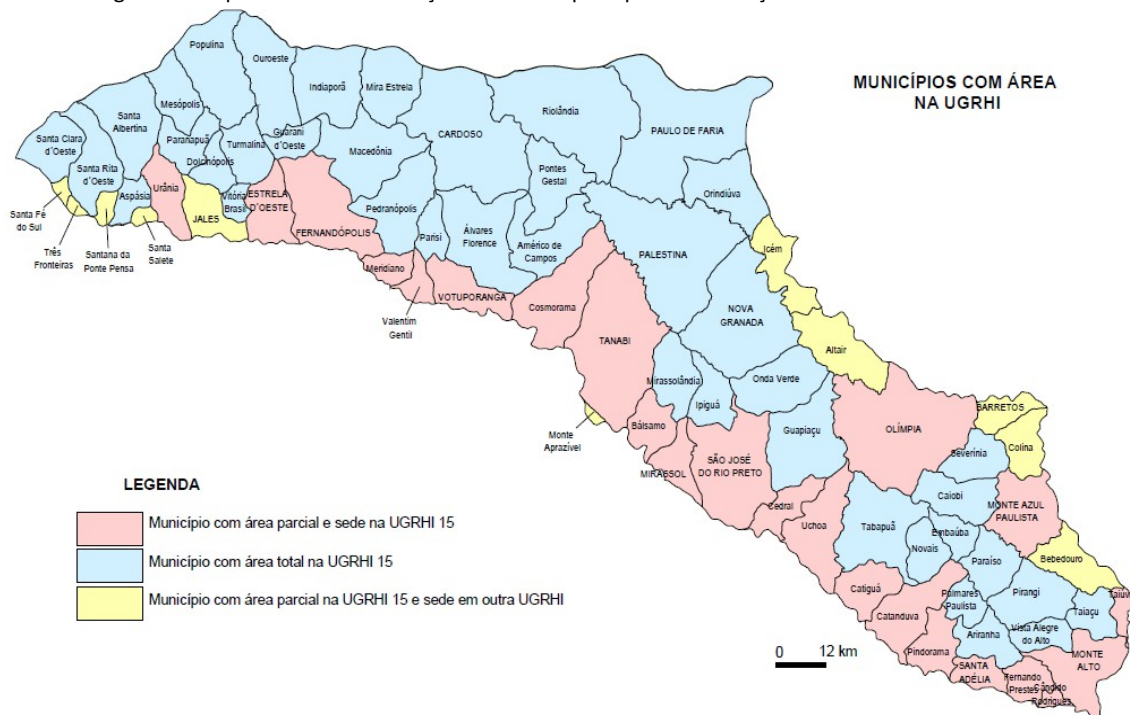 MUNICÍPIOS COM ÁREA
NA UGRHI
Populina
Ouroeste
Indiaporã
Mira Estrela
Mesópolis
Santa
Albertina
Riolândia
CARDOSO
PAULO DE FARIA
Santa Clara
d´Oeste
Paranapuã
Dolcinópolis
Turmalina
Guarani
d´Oeste
Macedônia
Santa Rita
d´Oeste
Pontes
Gestal
Orindiúva
Aspásia
Urânia
JALES
Vitória
Brasil
ESTRELA
D´OESTE
FERNANDÓPOLIS
Pedranópolis
Parisi
Álvares
Florence
Américo de
Campos
Santa Fé
do Sul
Três
Fronteiras
Santana da
Ponte Pensa
Santa
Salete
PALESTINA
Icém
Meridiano
Valentim
Gentil
VOTUPORANGA
Cosmorama
NOVA
GRANADA
TANABI
Altair
Mirassolândia
Ipiguá
Onda Verde
Monte
Aprazível
Bálsamo
MIRASSOL
SÃO JOSÉ
DO RIO PRETO
Guapiaçu
OLÍMPIA
BARRETOS
Colina
Severínia
Cedral
Uchoa
Tabapuã
Caiobi
MONTE AZUL
PAULISTA
Embaúba
Novais
Paraíso
Bebedouro
Catiguá
Catanduva
Palmares
Paulista
Pirangi
Taiaçu
Pindorama
Ariranha
Vista Alegre
do Alto
MONTE
ALTO
SANTA
ADÉLIA
Fernando
Prestes
Cândido
Rodrigues
0 12 km
LEGENDA
Município com área parcial e sede na UGRHI 15
Município com área total na UGRHI 15
Município com área parcial na UGRHI 15 e sede em outra UGRHI